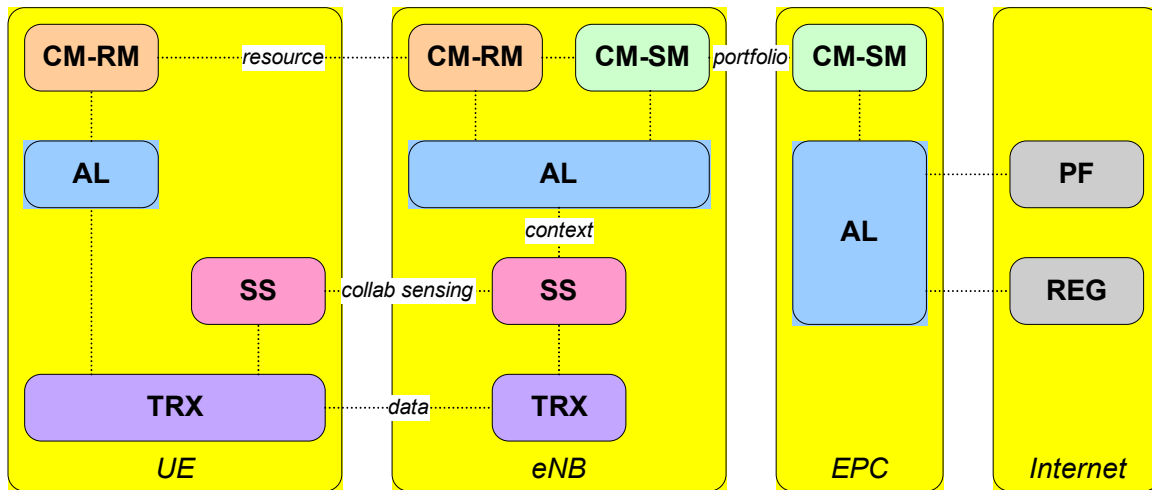 CM-RM
resource
CM-RM
CM-SM
portfolio
CM-SM
AL
AL
AL
PF
context
SS
collab sensing
SS
REG
TRX
data
TRX
UE
eNB
EPC
Internet